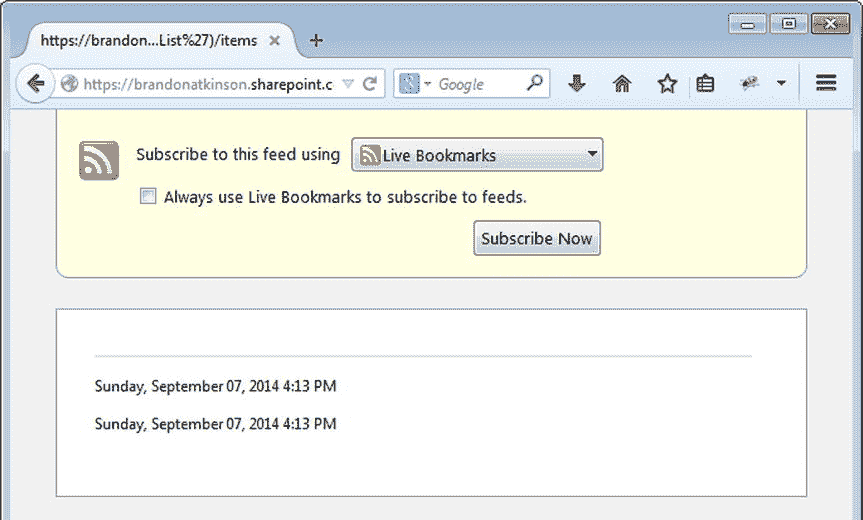 https://brandon...List%27)/items
https://brandonatkinson.sharepoint.c
Google
Subscribe to this feed using
Live Bookmarks
Always use Live Bookmarks to subscribe to feeds.
Subscribe Now
Sunday, September 07, 2014 4:13 PM
Sunday, September 07, 2014 4:13 PM